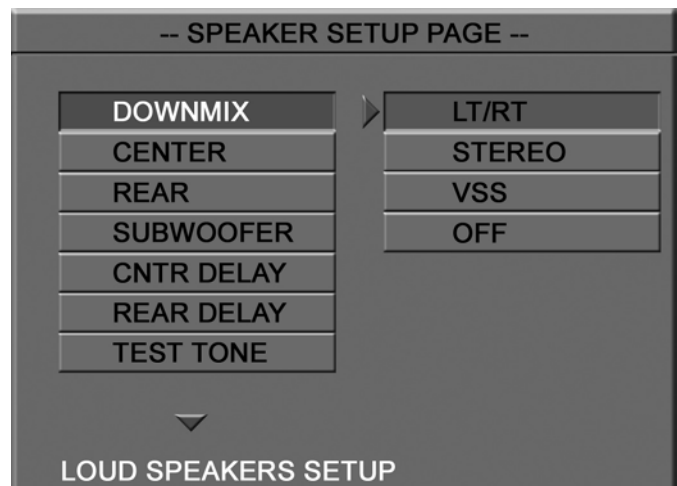 -- SPEAKER SETUP PAGE --
DOWNMIX
LT/RT
CENTER
STEREO
REAR
VSS
SUBWOOFER
OFF
CNTR DELAY
REAR DELAY
TEST TONE
LOUD SPEAKERS SETUP